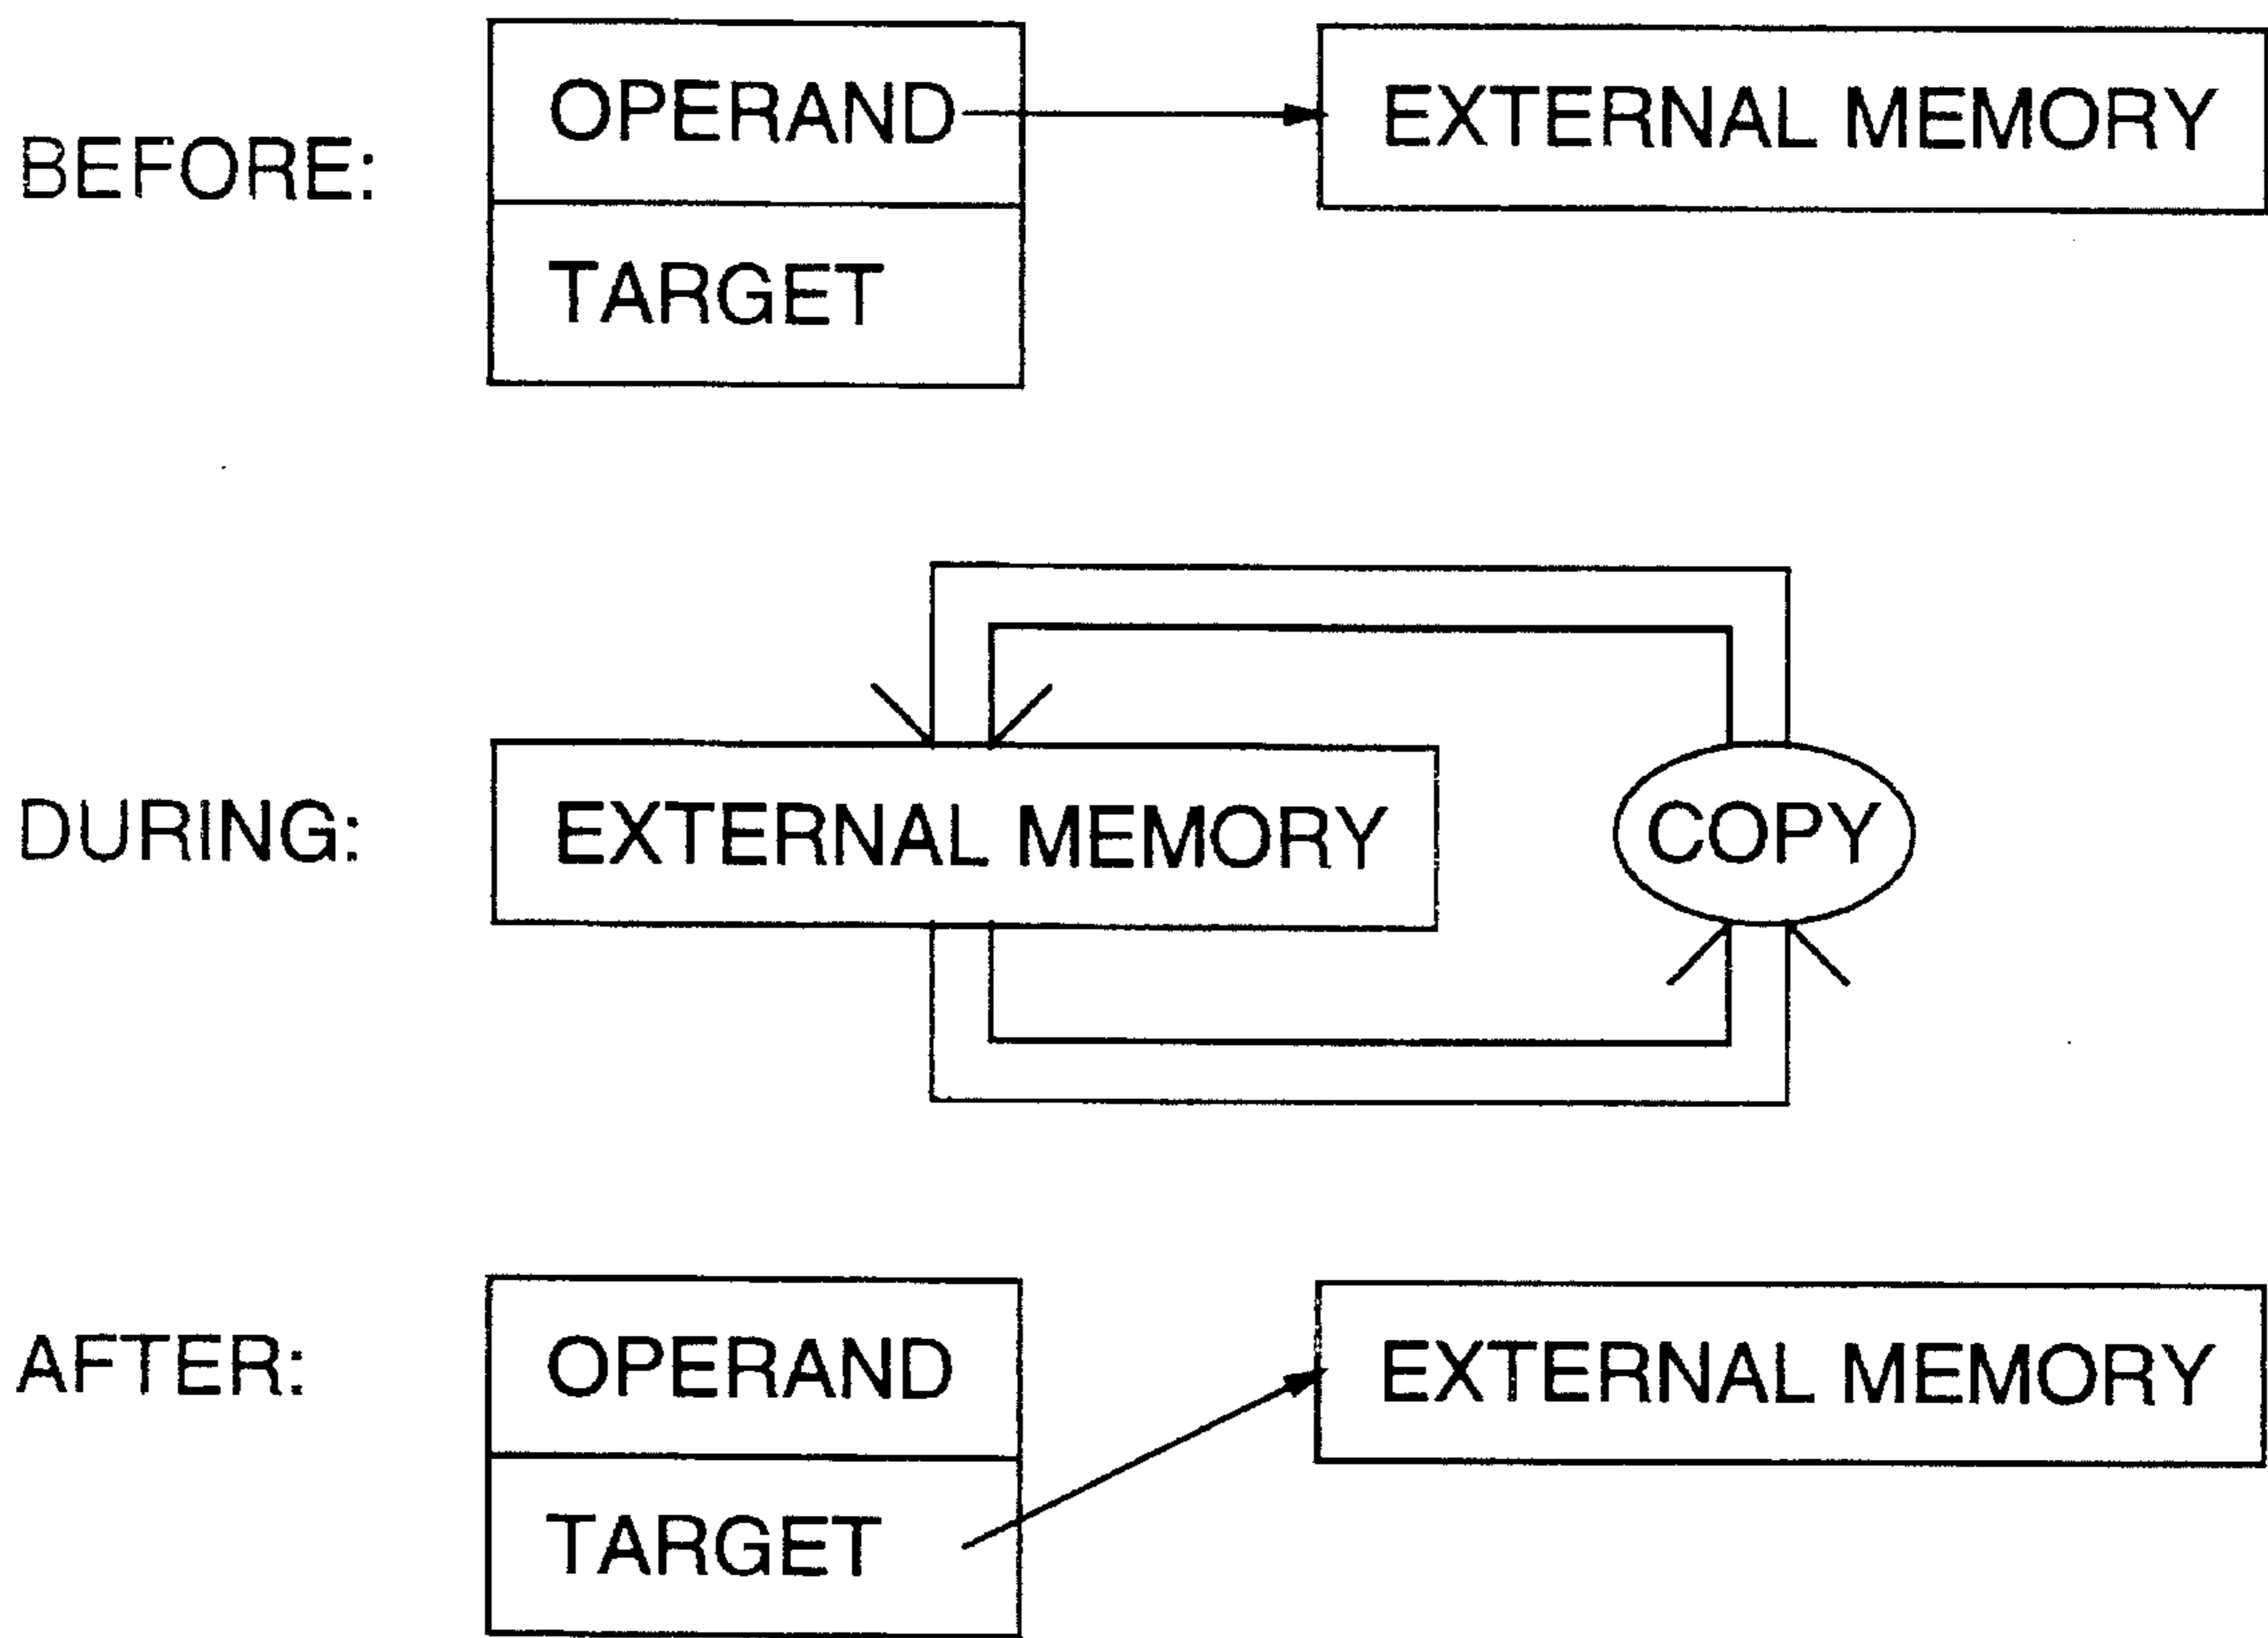 BEFORE:
OPERAND
EXTERNAL MEMORY
TARGET
DURING:
EXTERNAL MEMORY
COPY
AFTER:
OPERAND
EXTERNAL MEMORY
TARGET